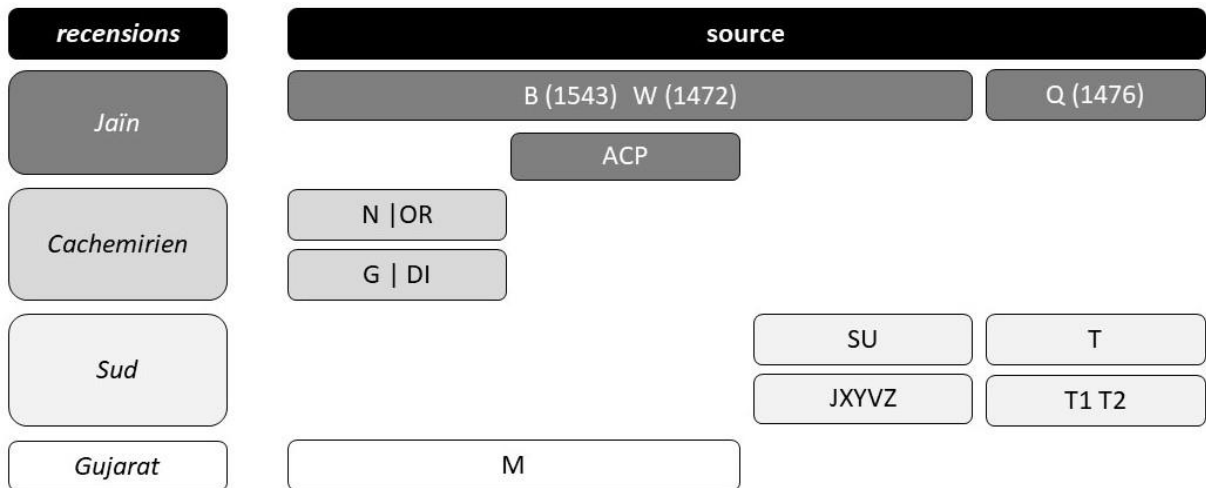 recensions source
Jaïn
B (1543) W (1472) Q (1476)
ACP
Cachemirien
N |OR
G | DI
Sud
SU T
JXYVZ T1 T2
Gujarat M